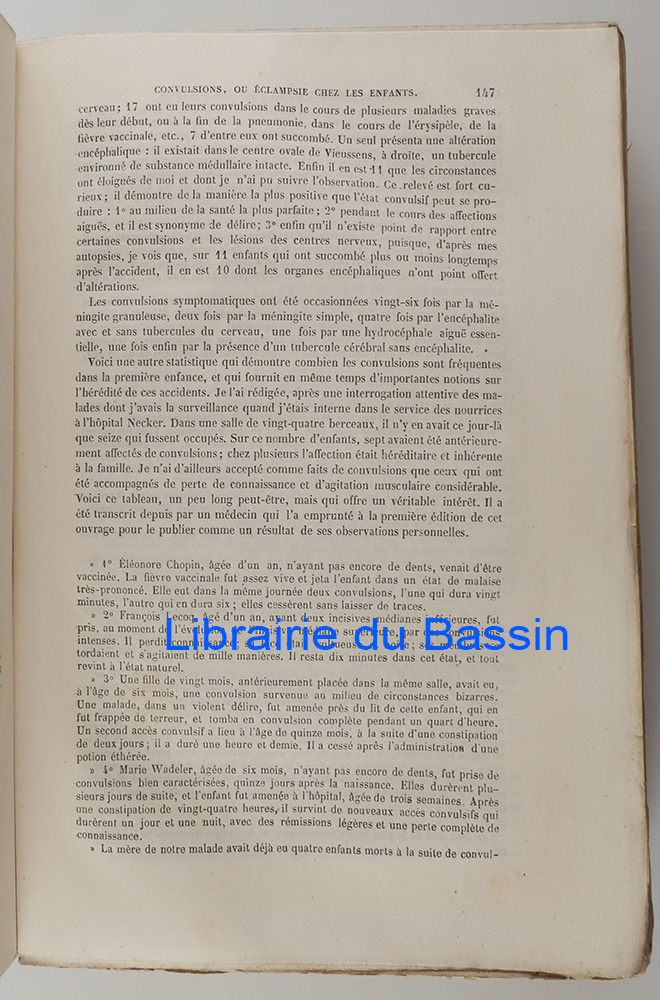 CONVULSIONS, OU ÉCLAMPSIE CHEZ LES ENFANTS. 147
cerveau; 17 ont eu leurs convulsions dans le cours de plusieurs maladies graves
dès leur début, ou à la fin de la pneumonie, dans le cours de l'érysipèle, de la
fièvre vaccinale, etc., 7 d'entre eux ont succombé. Un seul présenta une altération
encéphalique : il existait dans le centre ovale de Vieussens, à droite, un tubercule
environné de substance médullaire intacte. Enfin il en est 11 que les circonstances
ont éloignés de moi et dont je n'ai pu suivre l'observation. Ce relevé est fort cu-
rieux; il démontre de la manière la plus positive que l'état convulsif peut se pro-
duire : 1° au milieu de la santé la plus parfaite; 2° pendant le cours des affections
aiguës, et il est synonyme de délire; 3° enfin qu'il n'existe point de rapport entre
certaines convulsions et les lésions des centres nerveux, puisque, d'après mes
autopsies, je vois que, sur 11 enfants qui ont succombé plus ou moins longtemps
après l'accident, il en est 10 dont les organes encéphaliques n'ont point offert
d'altérations.
Les convulsions symptomatiques ont été occasionnées vingt-six fois par la mé-
ningite granuleuse, deux fois par la méningite simple, quatre fois par l'encéphalite
avec et sans tubercules du cerveau, une fois par une hydrocéphale aiguë essen-
tielle, une fois enfin par la présence d'un tubercule cérébral sans encéphalite.
Voici une autre statistique qui démontre combien les convulsions sont fréquentes
dans la première enfance, et qui fournit en même temps d'importantes notions sur
l'hérédité de ces accidents. Je l'ai rédigée, après une interrogation attentive des ma-
lades dont j'avais la surveillance quand j'étais interne dans le service des nourrices
à l'hôpital Necker. Dans une salle de vingt-quatre berceaux, il n'y en avait ce jour-là
que seize qui fussent occupés. Sur ce nombre d'enfants, sept avaient été antérieure-
ment affectés de convulsions; chez plusieurs l'affection était héréditaire et inhérente
à la famille. Je n'ai d'ailleurs accepté comme faits de convulsions que ceux qui ont
été accompagnés de perte de connaissance et d'agitation musculaire considérable.
Voici ce tableau, un peu long peut-être, mais qui offre un véritable intérêt. Il a
été transcrit depuis par un médecin qui l'a emprunté à la première édition de cet
ouvrage pour le publier comme un résultat de ses observations personnelles.
« 1° Éléonore Chopin, âgée d'un an, n'ayant pas encore de dents, venait d'être
vaccinée. La fièvre vaccinale fut assez vive et jeta l'enfant dans un état de malaise
très-prononcé. Elle eut dans la même journée deux convulsions, l'une qui dura vingt
minutes, l'autre qui en dura six; elles cessèrent sans laisser de traces.
» 2° François Lecoq, âgé d'un an, ayant deux incisives médianes inférieures, fut
pris, au moment de l'évolution
intenses. Il perdit connaissance
tordaient et s'agitaient de mille manières. Il resta dix minutes dans cet état, et tout
revint à l'état naturel.
» 3° Une fille de vingt mois, antérieurement placée dans la même salle, avait eu,
à l'âge de six mois, une convulsion survenue au milieu de circonstances bizarres.
Une malade, dans un violent délire, fut amenée près du lit de cette enfant, qui en
fut frappée de terreur, et tomba en convulsion complète pendant un quart d'heure.
Un second accès convulsif a lieu à l'âge de quinze mois, à la suite d'une constipation
de deux jours; il a duré une heure et demie. Il a cessé après l'administration d'une
potion éthérée.
» 4° Marie Wadeler, âgée de six mois, n'ayant pas encore de dents, fut prise de
convulsions bien caractérisées, quinze jours après la naissance. Elles durèrent plu-
sieurs jours de suite, et l'enfant fut amenée à l'hôpital, âgée de trois semaines. Après
une constipation de vingt-quatre heures, il survint de nouveaux accès convulsifs qui
durèrent un jour et une nuit, avec des rémissions légères et une perte complète de
connaissance.
» La mère de notre malade avait déjà eu quatre enfants morts à la suite de convul-
Librairie du Bassin